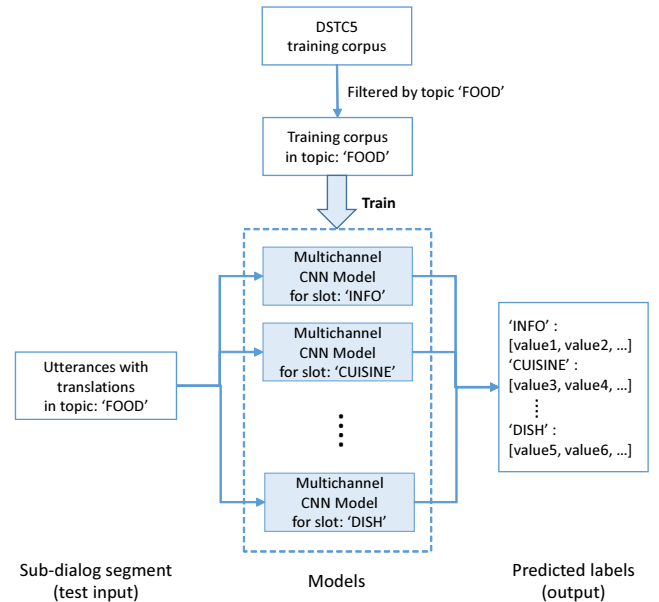 DSTC5
training corpus
Filtered by topic ‘FOOD’
Training corpus
in topic: ‘FOOD’
Train
Multichannel
CNN Model
for slot: ‘INFO’
Multichannel
CNN Model
for slot: ‘CUISINE’
Multichannel
CNN Model
for slot: ‘DISH’
Utterances with
translations
in topic: ‘FOOD’
‘INFO’ :
[value1, value2, …]
‘CUISINE’ :
[value3, value4, …]
‘DISH’ :
[value5, value6, …]
Sub-dialog segment
(test input)
Models
Predicted labels
(output)